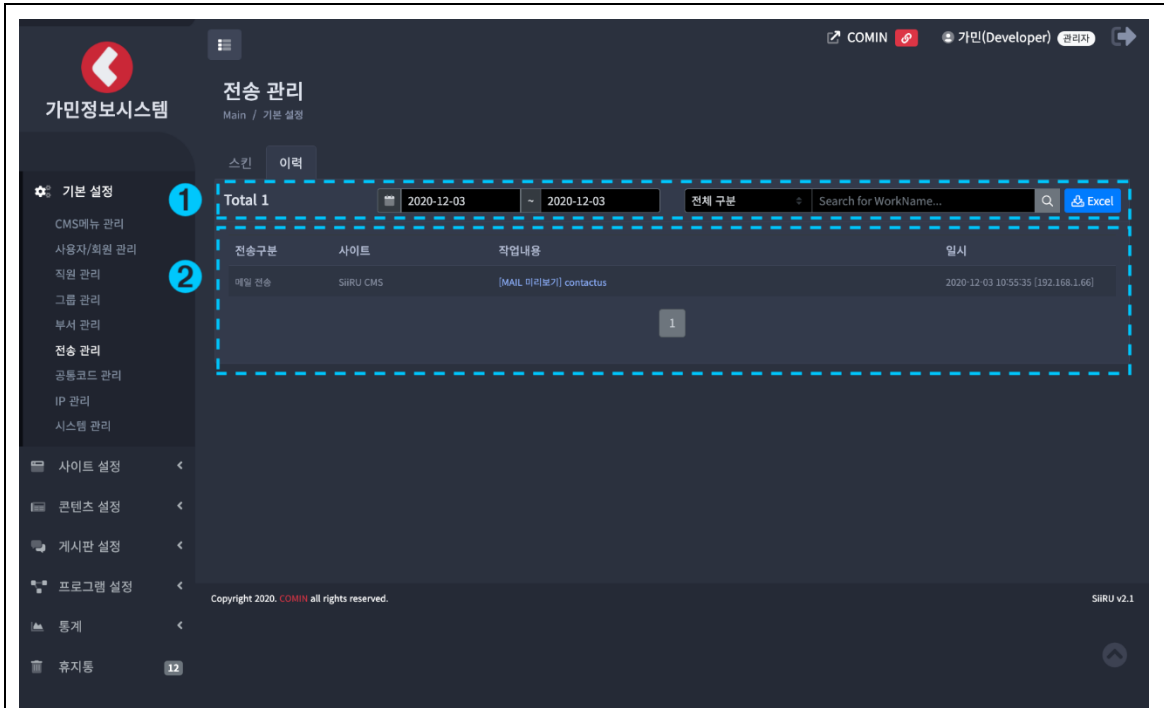 COMIN 가민(Developer) 관리자
가민정보시스템
전송 관리
Main / 기본 설정
스킨 이력
기본 설정
CMS메뉴 관리
사용자/회원 관리
직원 관리
그룹 관리
부서 관리
전송 관리
공통코드 관리
IP 관리
시스템 관리
사이트 설정
콘텐츠 설정
게시판 설정
프로그램 설정
통계
휴지통 12
1
Total 1 2020-12-03 ~ 2020-12-03 전체 구분 Search for WorkName... Excel
2
전송구분 사이트 작업내용 일시
메일 전송 SiiRU CMS [MAIL 미리보기] contactus 2020-12-03 10:55:35 [192.168.1.66]
1
Copyright 2020. COMIN all rights reserved. SiiRU v2.1